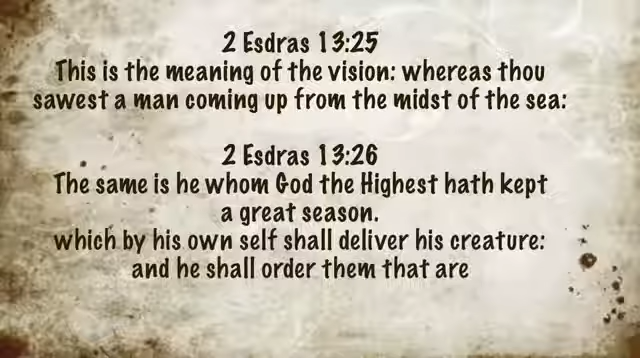 2 Esdras 13:25
This is the meaning of the vision: whereas thou
sawest a man coming up from the midst of the sea:
2 Esdras 13:26
The same is he whom God the Highest hath kept
a great season.
which by his own self shall deliver his creature:
and he shall order them that are